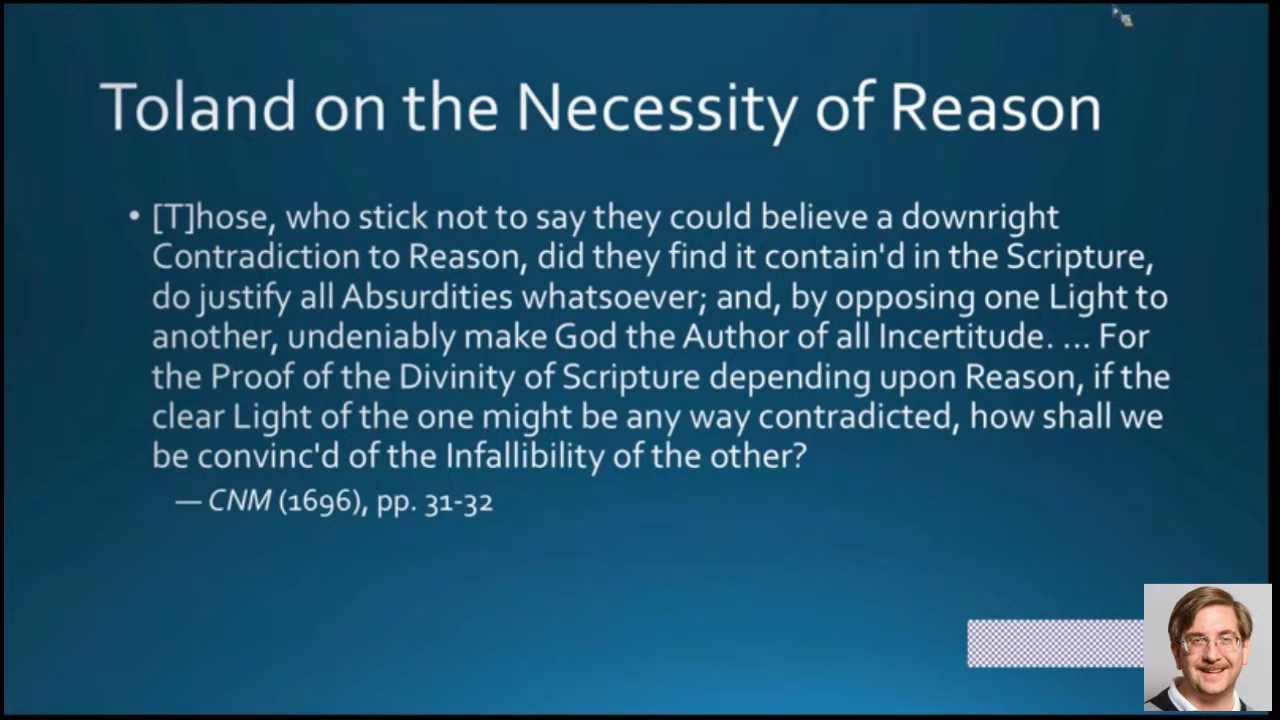 Toland on the Necessity of Reason
• [T]hose, who stick not to say they could believe a downright
Contradiction to Reason, did they find it contain'd in the Scripture,
do justify all Absurdities whatsoever; and, by opposing one Light to
another, undeniably make God the Author of all Incertitude. ... For
the Proof of the Divinity of Scripture depending upon Reason, if the
clear Light of the one might be any way contradicted, how shall we
be convinc'd of the Infallibility of the other?
— CNM (1696), pp. 31-32